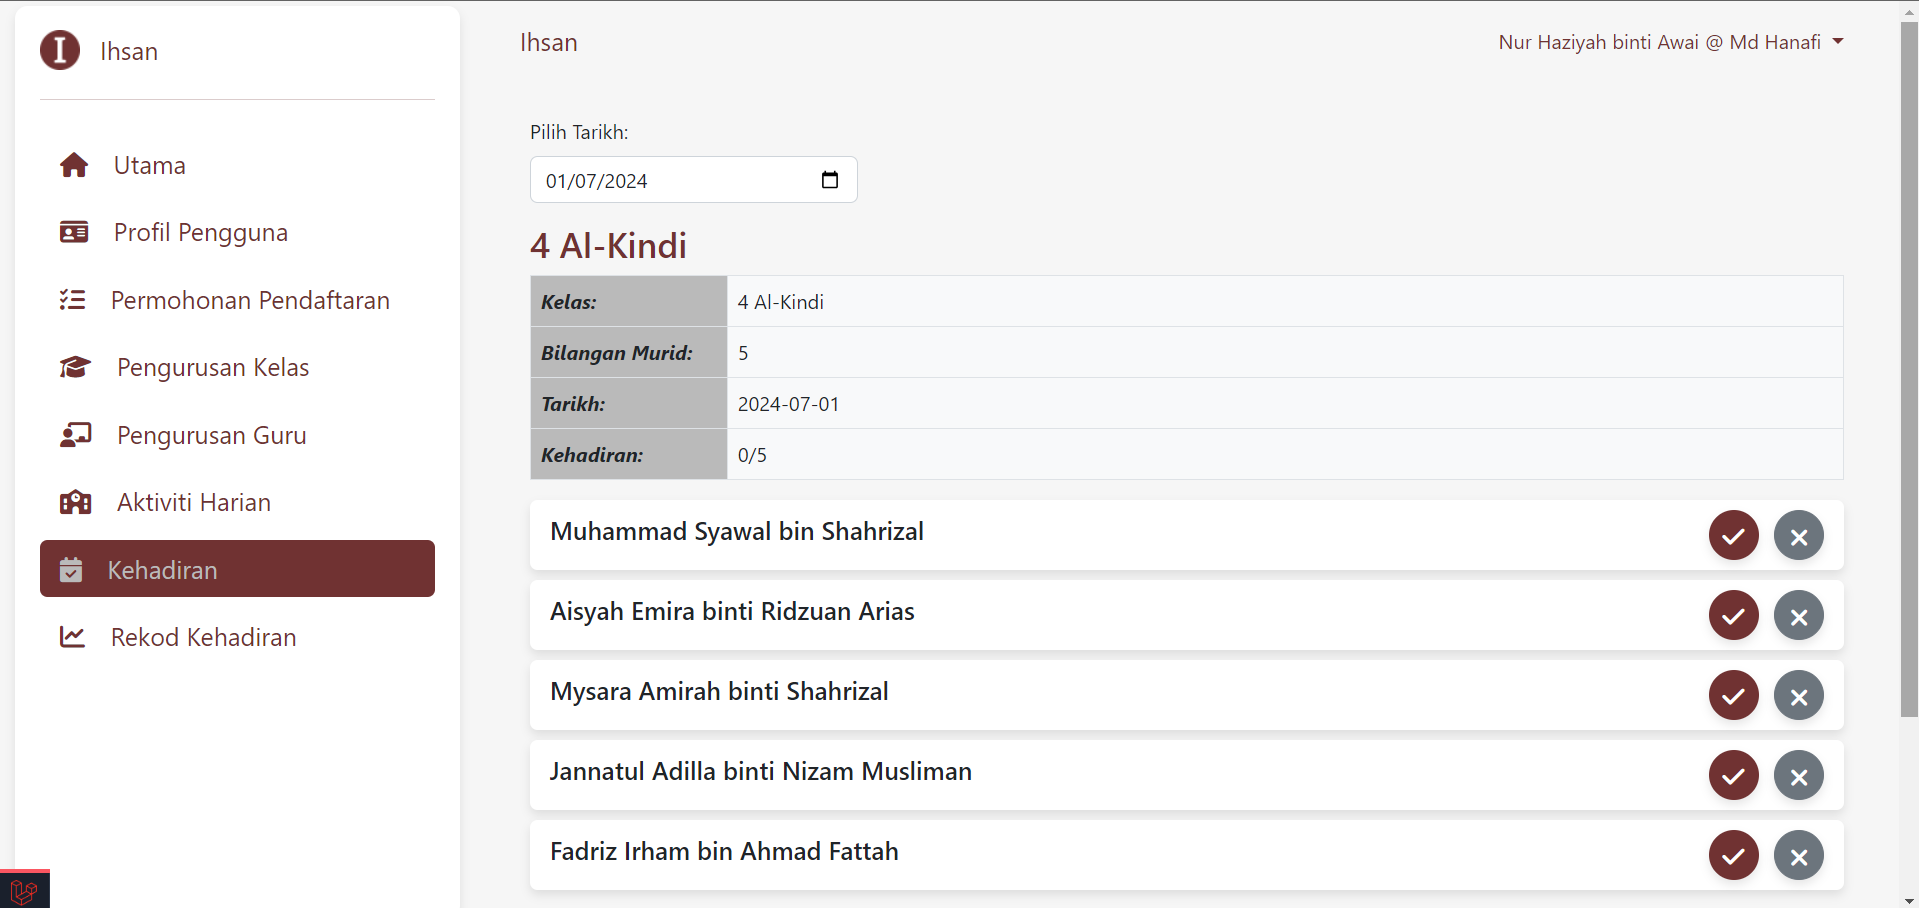 I Ihsan
Utama
Profil Pengguna
Permohonan Pendaftaran
Pengurusan Kelas
Pengurusan Guru
Aktiviti Harian
Kehadiran
Rekod Kehadiran
Ihsan
Nur Haziyah binti Awai @ Md Hanafi
Pilih Tarikh:
01/07/2024
4 Al-Kindi
Kelas: 4 Al-Kindi
Bilangan Murid: 5
Tarikh: 2024-07-01
Kehadiran: 0/5
Muhammad Syawal bin Shahrizal
Aisyah Emira binti Ridzuan Arias
Mysara Amirah binti Shahrizal
Jannatul Adilla binti Nizam Musliman
Fadriz Irham bin Ahmad Fattah